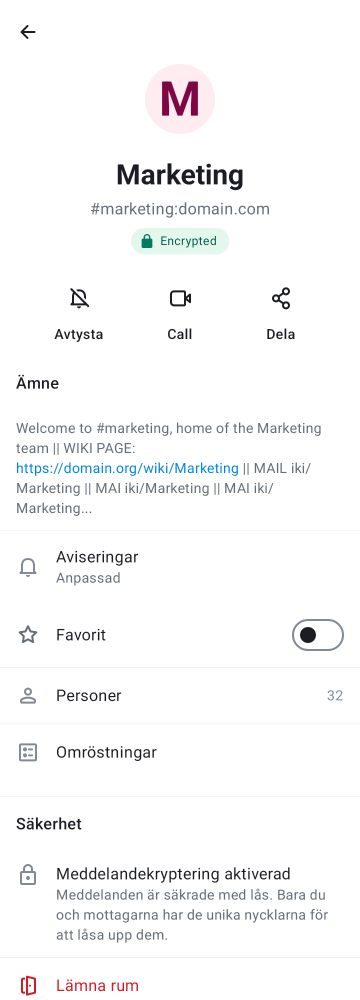 M
Marketing
#marketing:domain.com
Encrypted
Avtysta
Call
Dela
Ämne
Welcome to #marketing, home of the Marketing
team || WIKI PAGE:
https://domain.org/wiki/Marketing || MAIL iki/
Marketing || MAI iki/Marketing || MAI iki/
Marketing...
Aviseringar
Anpassad
Favorit
Personer 32
Omröstningar
Säkerhet
Meddelandekryptering aktiverad
Meddelanden är säkrade med lås. Bara du
och mottagarna har de unika nycklarna för
att låsa upp dem.
Lämna rum